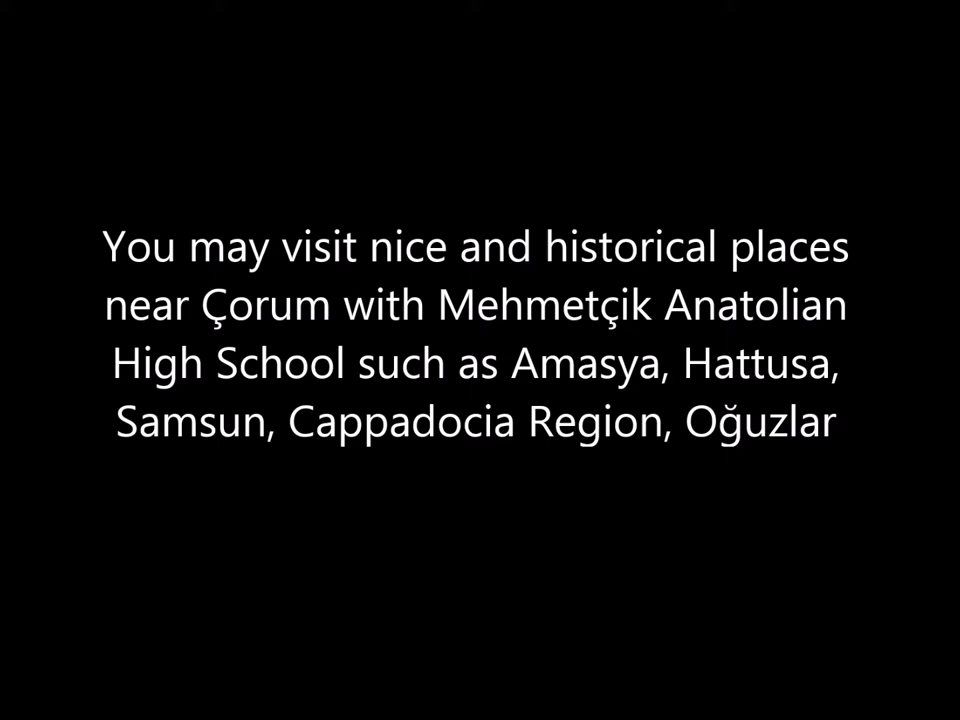 You may visit nice and historical places
near Çorum with Mehmetçik Anatolian
High School such as Amasya, Hattusa,
Samsun, Cappadocia Region, Oğuzlar